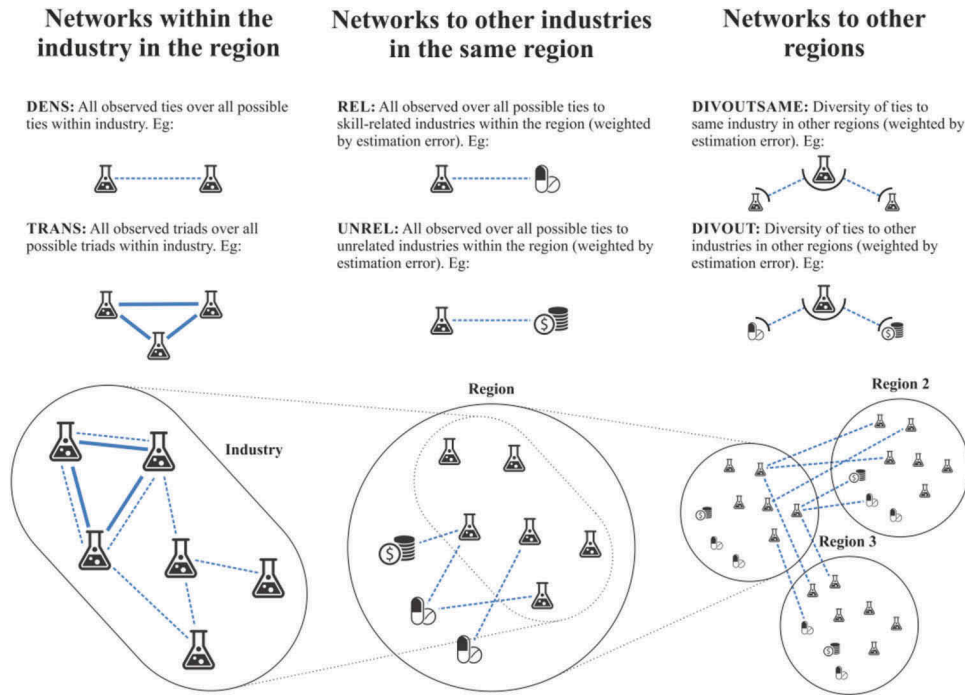 Networks within the
industry in the region
DENS: All observed ties over all possible
ties within industry. Eg:
TRANS: All observed triads over all
possible triads within industry. Eg:
Networks to other industries
in the same region
REL: All observed over all possible ties to
skill-related industries within the region (weighted
by estimation error). Eg:
UNREL: All observed over all possible ties to
unrelated industries within the region (weighted by
estimation error). Eg:
Networks to other
regions
DIVOUTSAME: Diversity of ties to
same industry in other regions (weighted by
estimation error). Eg:
DIVOUT: Diversity of ties to other
industries in other regions (weighted by
estimation error). Eg:
Industry
Region
Region 2
Region 3